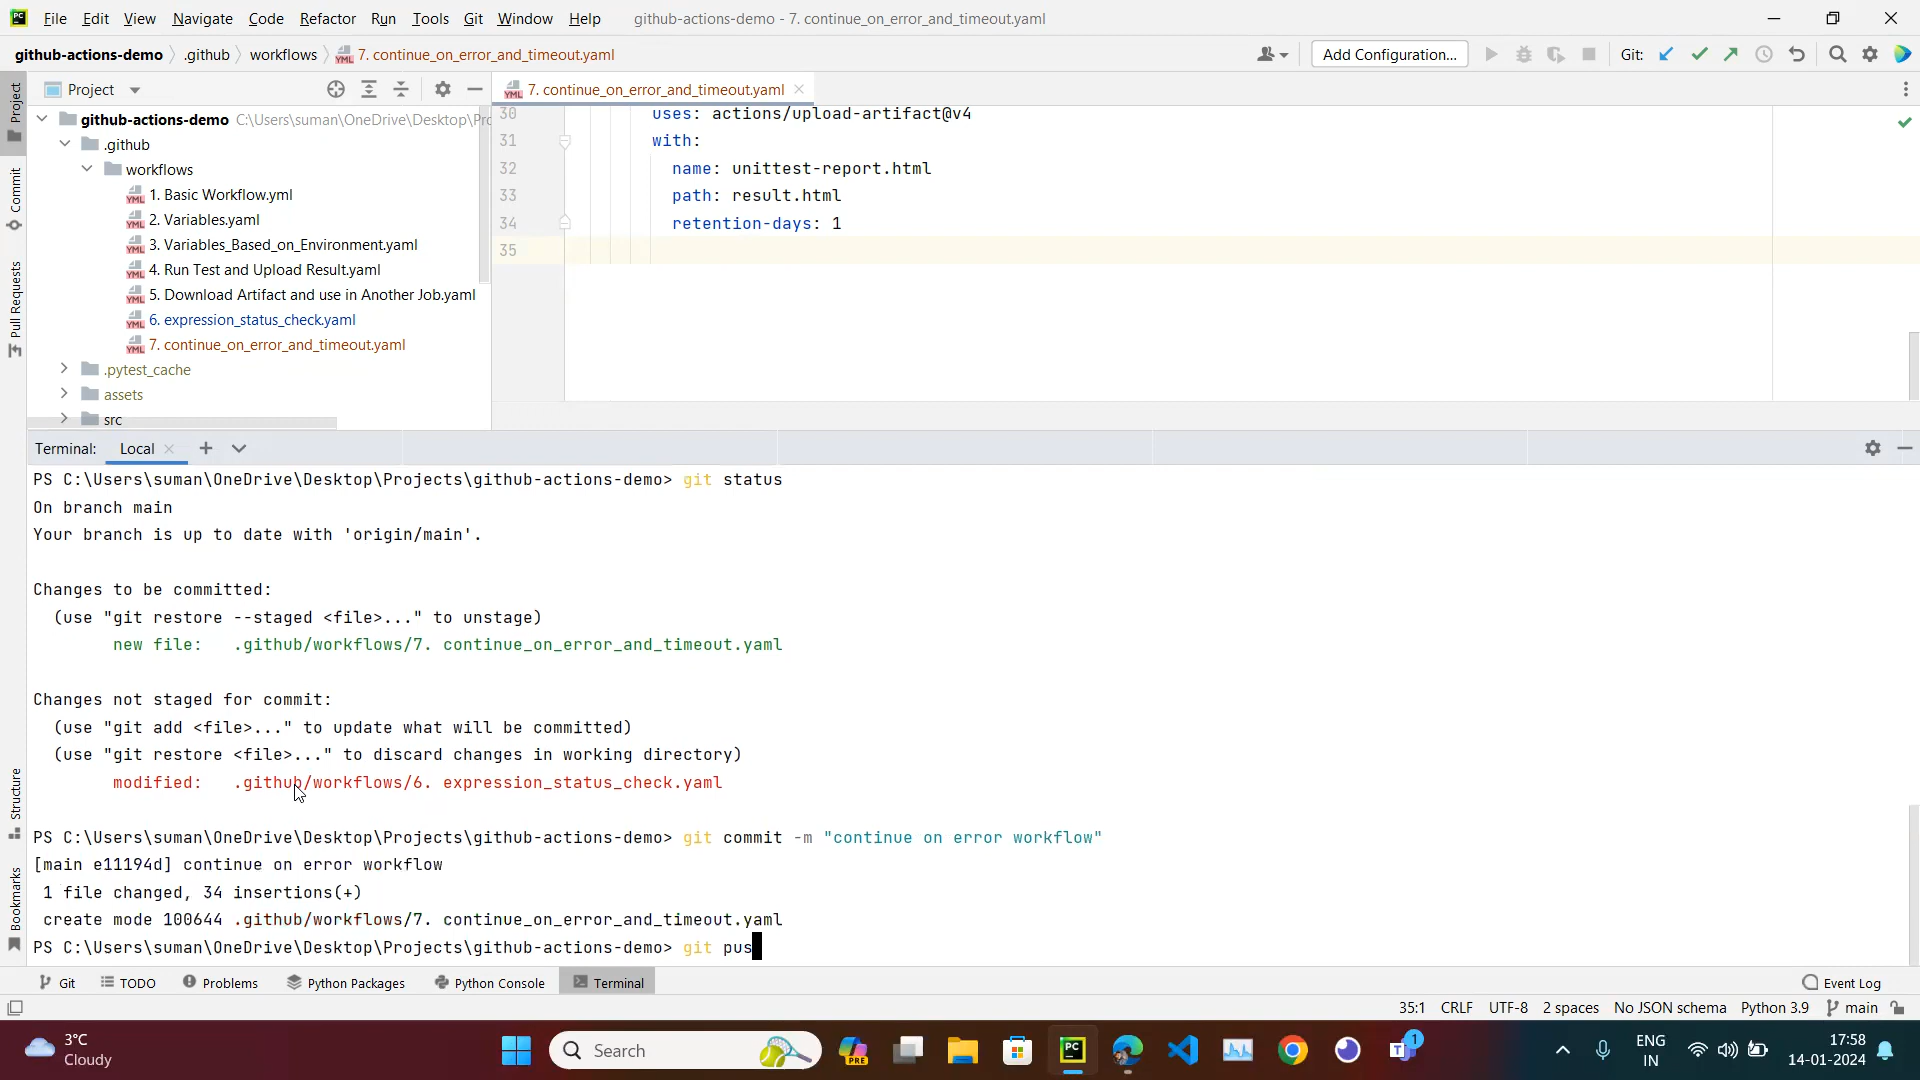 File Edit View Navigate Code Refactor Run Tools Git Window Help github-actions-demo - 7. continue_on_error_and_timeout.yaml
github-actions-demo .github workflows 7. continue_on_error_and_timeout.yaml Add Configuration... Git:
Project
github-actions-demo C:\Users\suman\OneDrive\Desktop\Pro
.github
workflows
1. Basic Workflow.yml
2. Variables.yaml
3. Variables_Based_on_Environment.yaml
4. Run Test and Upload Result.yaml
5. Download Artifact and use in Another Job.yaml
6. expression_status_check.yaml
7. continue_on_error_and_timeout.yaml
.pytest_cache
assets
src
7. continue_on_error_and_timeout.yaml
30 uses: actions/upload-artifact@v4
31 with:
32 name: unittest-report.html
33 path: result.html
34 retention-days: 1
35
Project
Commit
Pull Requests
Structure
Bookmarks
Terminal: Local
PS C:\Users\suman\OneDrive\Desktop\Projects\github-actions-demo> git status
On branch main
Your branch is up to date with 'origin/main'.
Changes to be committed:
(use "git restore --staged <file>..." to unstage)
new file: .github/workflows/7. continue_on_error_and_timeout.yaml
Changes not staged for commit:
(use "git add <file>..." to update what will be committed)
(use "git restore <file>..." to discard changes in working directory)
modified: .github/workflows/6. expression_status_check.yaml
PS C:\Users\suman\OneDrive\Desktop\Projects\github-actions-demo> git commit -m "continue on error workflow"
[main e11194d] continue on error workflow
1 file changed, 34 insertions(+)
create mode 100644 .github/workflows/7. continue_on_error_and_timeout.yaml
PS C:\Users\suman\OneDrive\Desktop\Projects\github-actions-demo> git pus
Git TODO Problems Python Packages Python Console Terminal Event Log
35:1 CRLF UTF-8 2 spaces No JSON schema Python 3.9 main
3°C
Cloudy
Search
PRE
1
ENG
IN
17:58
14-01-2024